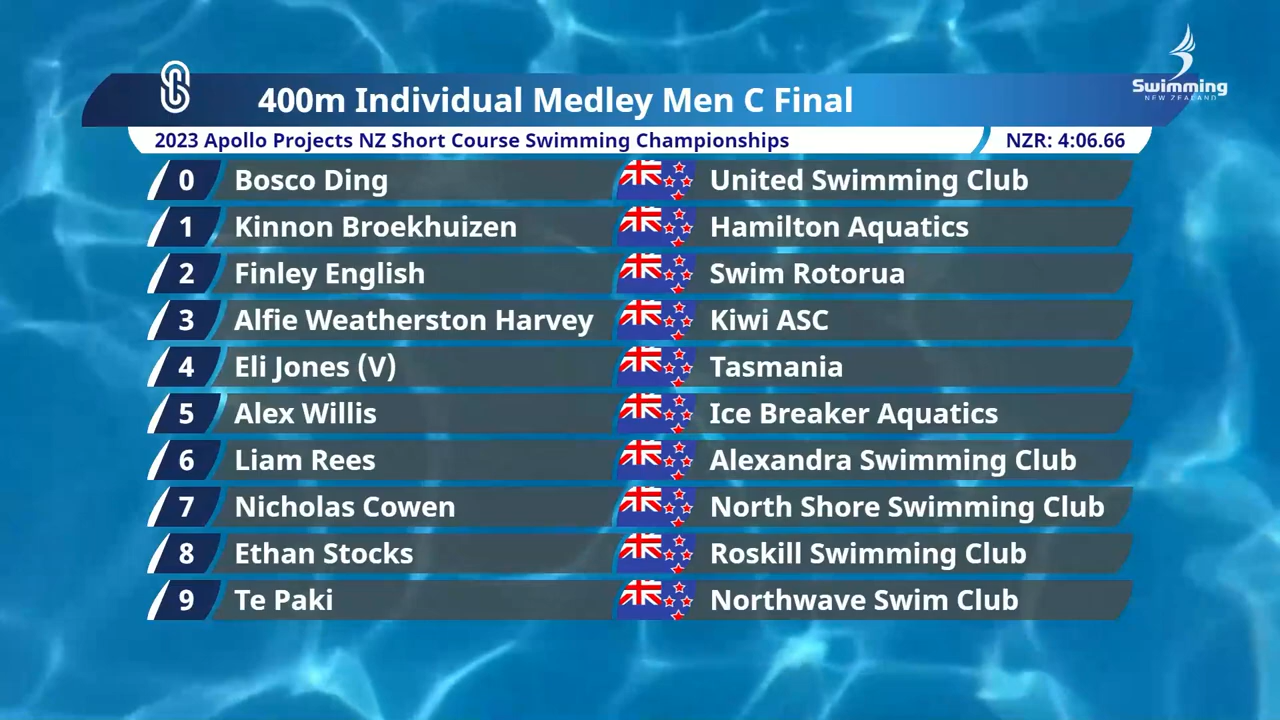 400m Individual Medley Men C Final
Swimming
NEW ZEALAND
2023 Apollo Projects NZ Short Course Swimming Championships NZR: 4:06.66
0 Bosco Ding United Swimming Club
1 Kinnon Broekhuizen Hamilton Aquatics
2 Finley English Swim Rotorua
3 Alfie Weatherston Harvey Kiwi ASC
4 Eli Jones (V) Tasmania
5 Alex Willis Ice Breaker Aquatics
6 Liam Rees Alexandra Swimming Club
7 Nicholas Cowen North Shore Swimming Club
8 Ethan Stocks Roskill Swimming Club
9 Te Paki Northwave Swim Club